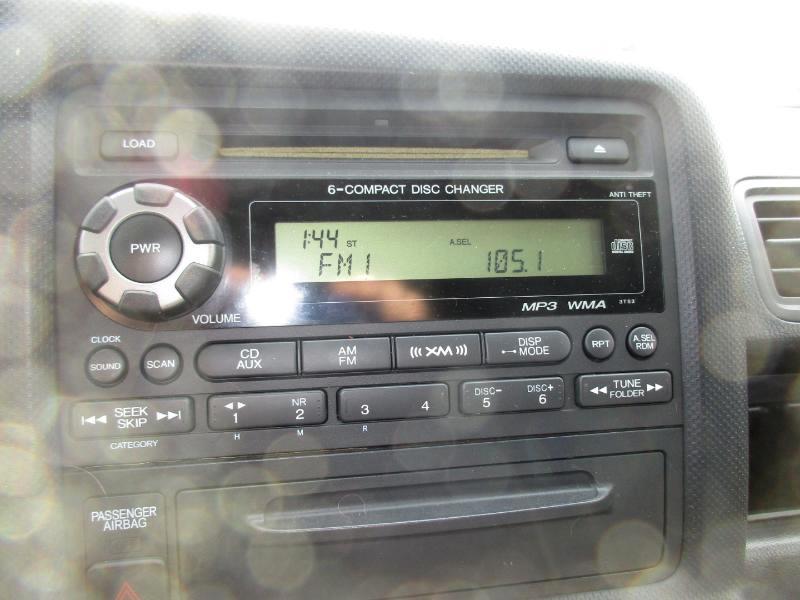 LOAD
6-COMPACT DISC CHANGER
ANTI THEFT
1:44 ST A.SEL
FM1 105.1
PWR
VOLUME
MP3 WMA 3TS3
CLOCK
SOUND SCAN
CD AUX
AM FM
(((XM)))
DISP MODE
RPT
A.SEL RDM
SEEK SKIP
CATEGORY
1 NR 2
H M
3 4
R
DISC- 5 DISC+ 6
TUNE FOLDER
PASSENGER
AIRBAG